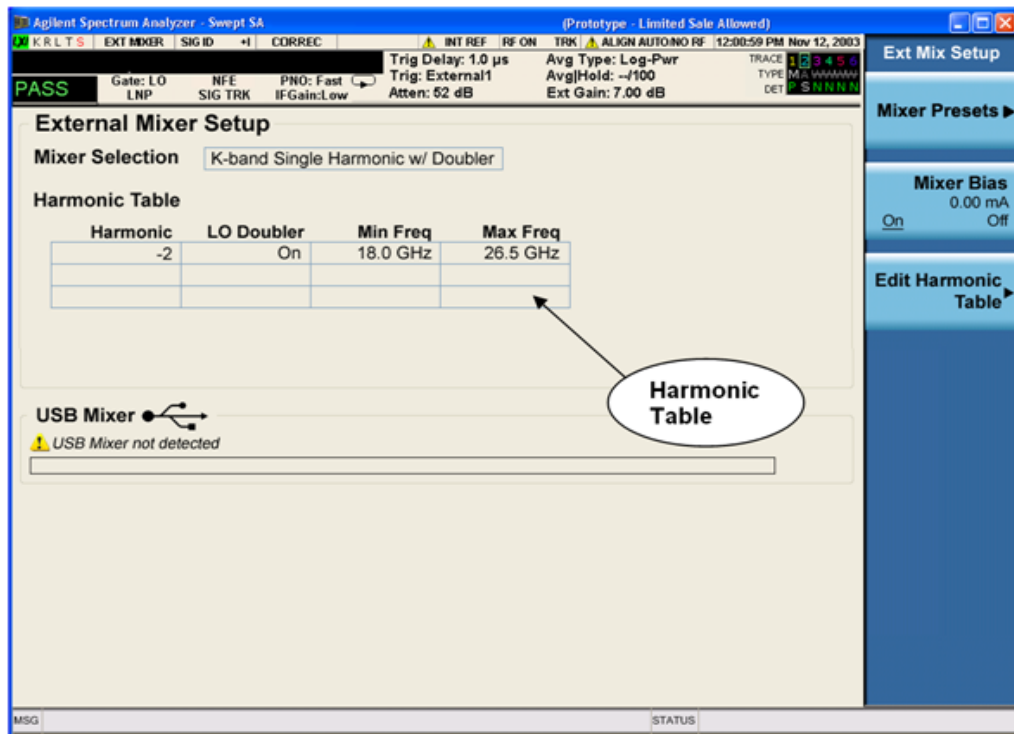 Agilent Spectrum Analyzer - Swept SA (Prototype - Limited Sale Allowed)
KRLTS EXT MIXER SIG ID +I CORREC INT REF RF ON TRK ALIGN AUTO/NO RF 12:00:59 PM Nov 12, 2003
PASS
Gate: LO
LNP
NFE
SIG TRK
PNO: Fast
IFGain:Low
Trig Delay: 1.0 µs
Trig: External1
Atten: 52 dB
Avg Type: Log-Pwr
Avg|Hold: --/100
Ext Gain: 7.00 dB
TRACE 1 2 3 4 5 6
TYPE M A W W W W
DET P S N N N N
Ext Mix Setup
Mixer Presets
Mixer Bias
0.00 mA
On Off
Edit Harmonic
Table
External Mixer Setup
Mixer Selection K-band Single Harmonic w/ Doubler
Harmonic Table
Harmonic LO Doubler Min Freq Max Freq
-2 On 18.0 GHz 26.5 GHz
Harmonic
Table
USB Mixer
USB Mixer not detected
MSG STATUS